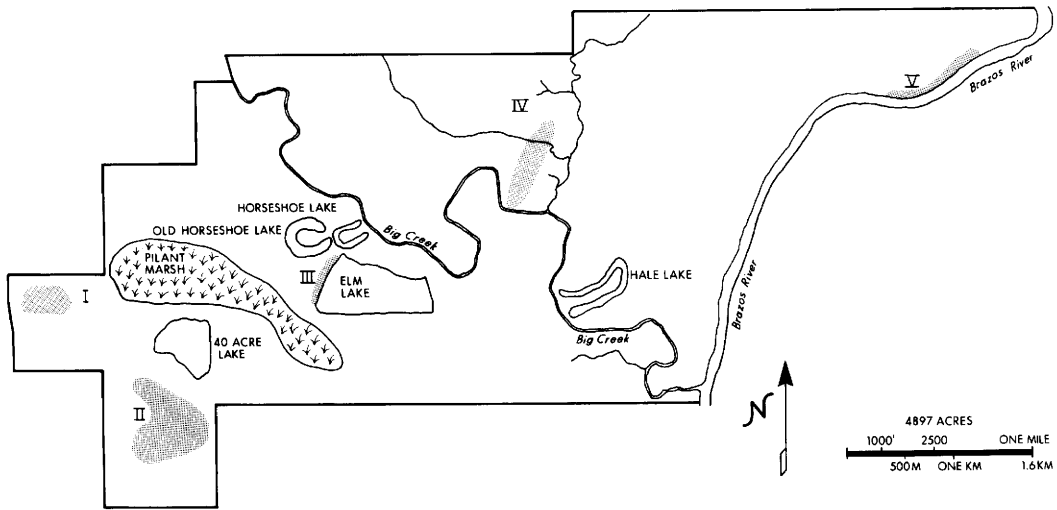 IV
V
Brazos River
HORSESHOE LAKE
OLD HORSESHOE LAKE
Big Creek
PILANT
MARSH
III
ELM
LAKE
HALE LAKE
I
Brazos River
40 ACRE
LAKE
Big Creek
II
N
4897 ACRES
1000' 2500 ONE MILE
500M ONE KM 1.6KM